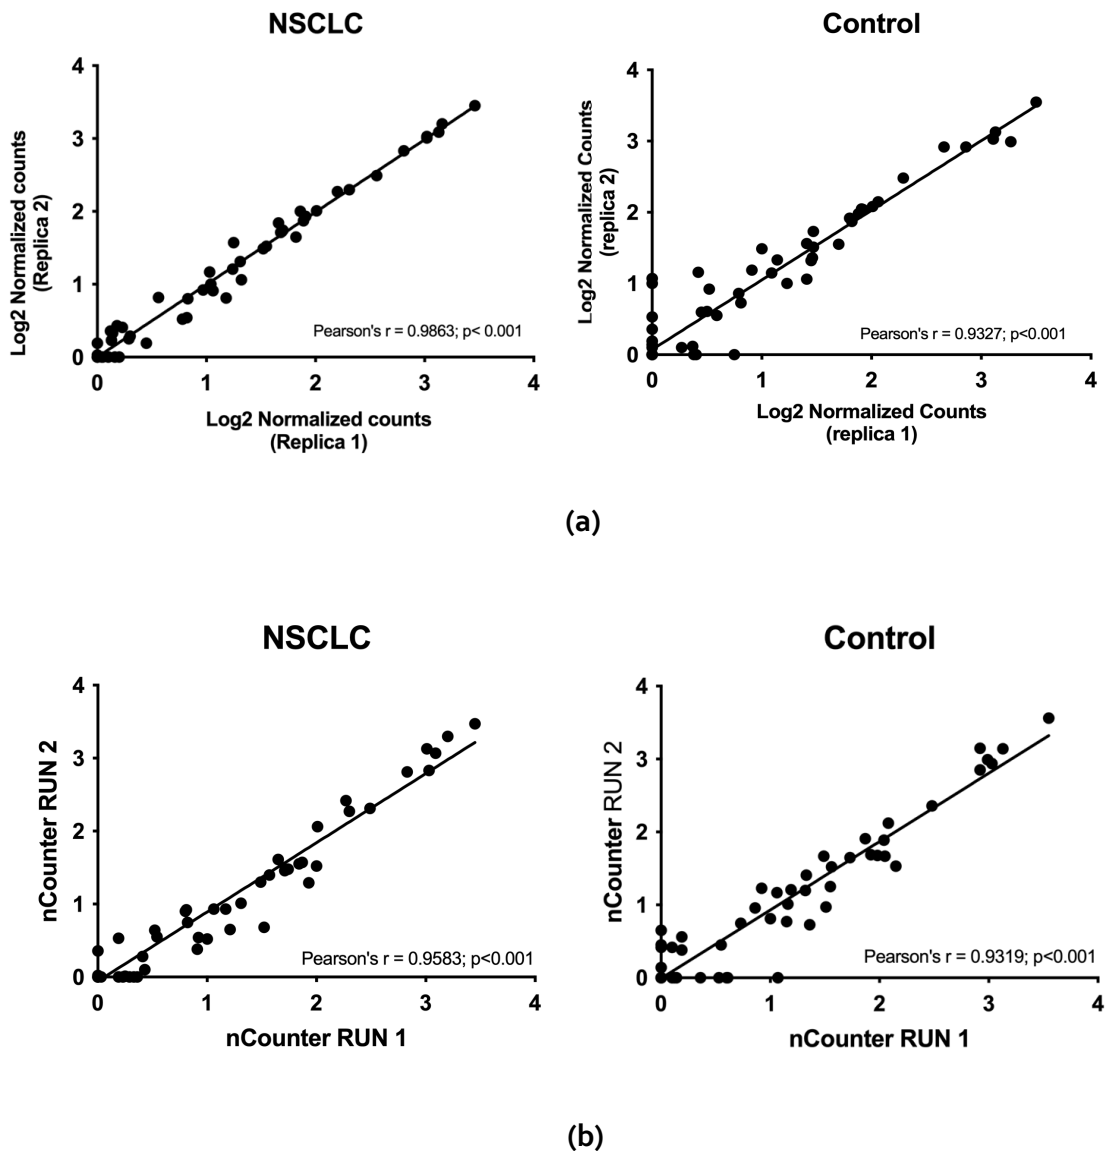 NSCLC
Log2 Normalized counts
(Replica 2)
4
3
2
1
0
Pearson's r = 0.9863; p< 0.001
0 1 2 3 4
Log2 Normalized counts
(Replica 1)
Control
Log2 Normalized Counts
(replica 2)
4
3
2
1
0
Pearson's r = 0.9327; p<0.001
0 1 2 3 4
Log2 Normalized Counts
(replica 1)
(a)
NSCLC
nCounter RUN 2
4
3
2
1
0
Pearson's r = 0.9583; p<0.001
0 1 2 3 4
nCounter RUN 1
Control
nCounter RUN 2
4
3
2
1
0
Pearson's r = 0.9319; p<0.001
0 1 2 3 4
nCounter RUN 1
(b)